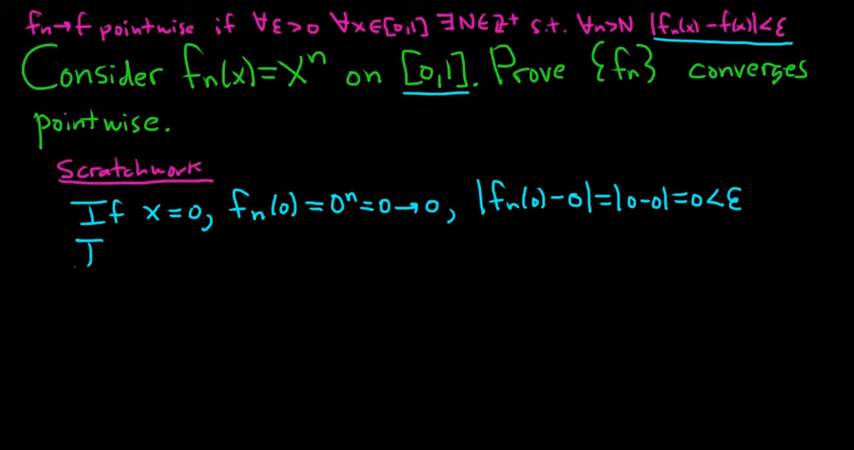 fn→f pointwise if ∀ε>0 ∀x∈[0,1] ∃N∈ℤ⁺ s.t. ∀n>N |fn(x)-f(x)|<ε
Consider fn(x)=xⁿ on [0,1]. Prove {fn} converges
pointwise.
Scratchwork
If x=0, fn(0)=0ⁿ=0→0, |fn(0)-0|=|0-0|=0<ε